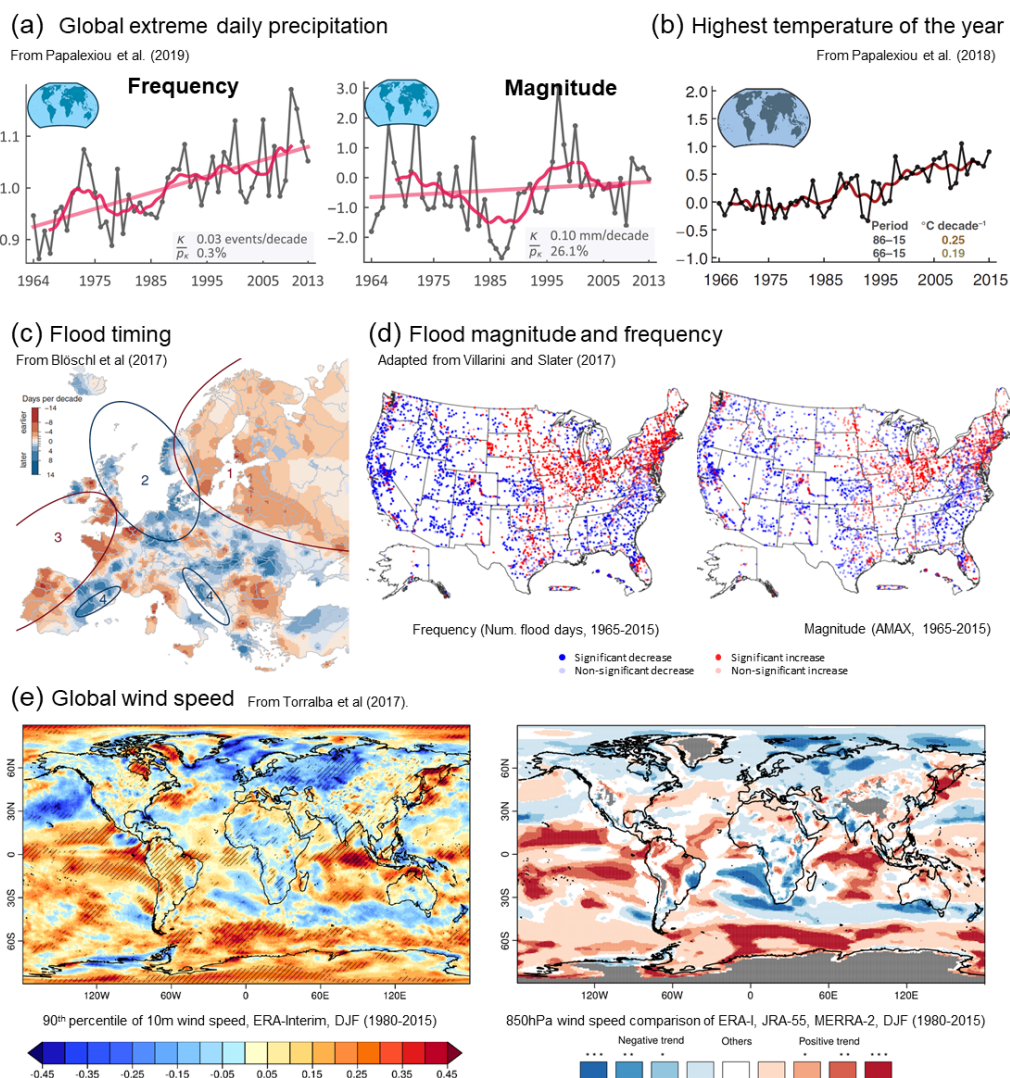 (a) Global extreme daily precipitation
From Papalexiou et al. (2019)
Frequency
1.1
1.0
0.9
κ 0.03 events/decade
pκ 0.3%
1964 1975 1985 1995 2005 2013
Magnitude
3.0
2.0
1.0
0.0
−1.0
−2.0
κ 0.10 mm/decade
pκ 26.1%
1964 1975 1985 1995 2005 2013
(b) Highest temperature of the year
From Papalexiou et al. (2018)
2.0
1.5
1.0
0.5
0.0
−0.5
−1.0
Period °C decade⁻¹
86–15 0.25
66–15 0.19
1966 1975 1985 1995 2005 2015
(c) Flood timing
From Blöschl et al (2017)
Days per decade
earlier
later
−14
−8
−4
0
4
8
14
1
2
3
4
4
(d) Flood magnitude and frequency
Adapted from Villarini and Slater (2017)
Frequency (Num. flood days, 1965-2015)
Magnitude (AMAX, 1965-2015)
Significant decrease
Significant increase
Non-significant decrease
Non-significant increase
(e) Global wind speed From Torralba et al (2017).
60N
30N
0
30S
60S
120W 60W 0 60E 120E
90th percentile of 10m wind speed, ERA-Interim, DJF (1980-2015)
-0.45 -0.35 -0.25 -0.15 -0.05 0.05 0.15 0.25 0.35 0.45
60N
30N
0
30S
60S
120W 60W 0 60E 120E
850hPa wind speed comparison of ERA-I, JRA-55, MERRA-2, DJF (1980-2015)
Negative trend Others Positive trend
*** ** * * ** ***